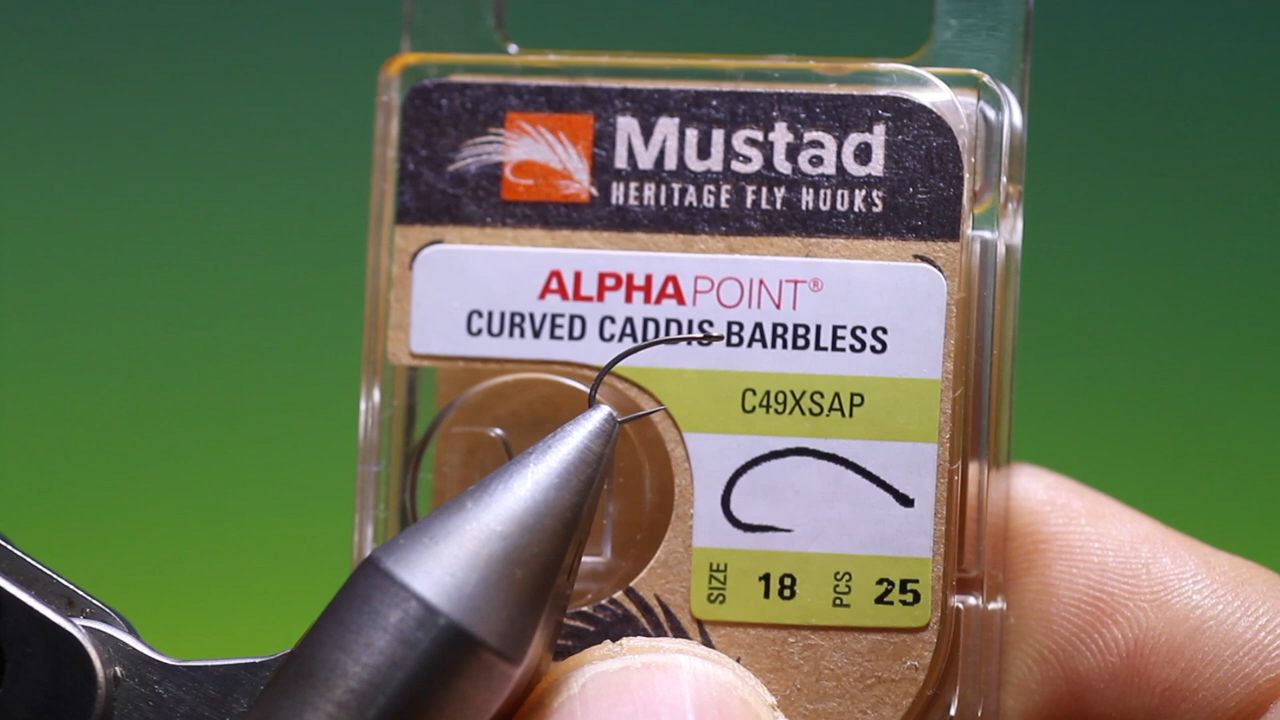 Mustad
HERITAGE FLY HOOKS
ALPHAPOINT®
CURVED CADDIS BARBLESS
C49XSAP
SIZE 18 PCS 25